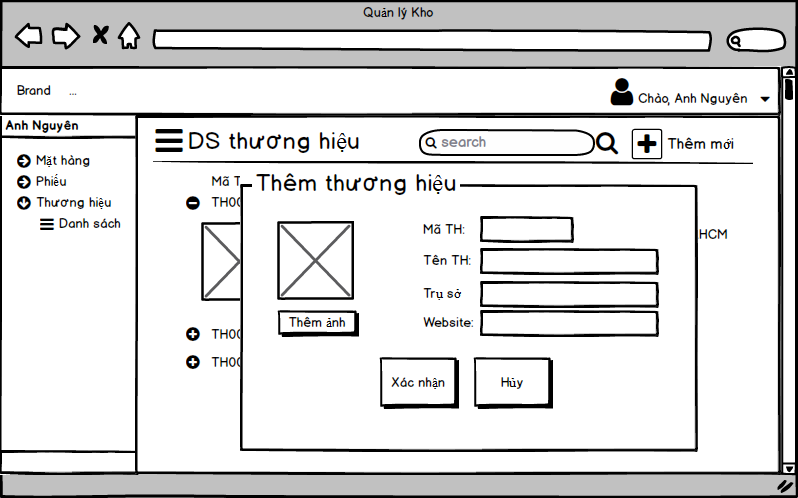 Quản lý Kho
Brand ...
Chào, Anh Nguyên
Anh Nguyên
Mặt hàng
Phiếu
Thương hiệu
Danh sách
DS thương hiệu
search
Thêm mới
Mã T
TH00
HCM
TH00
TH00
Thêm thương hiệu
Mã TH:
Tên TH:
Trụ sở
Website:
Thêm ảnh
Xác nhận
Hủy